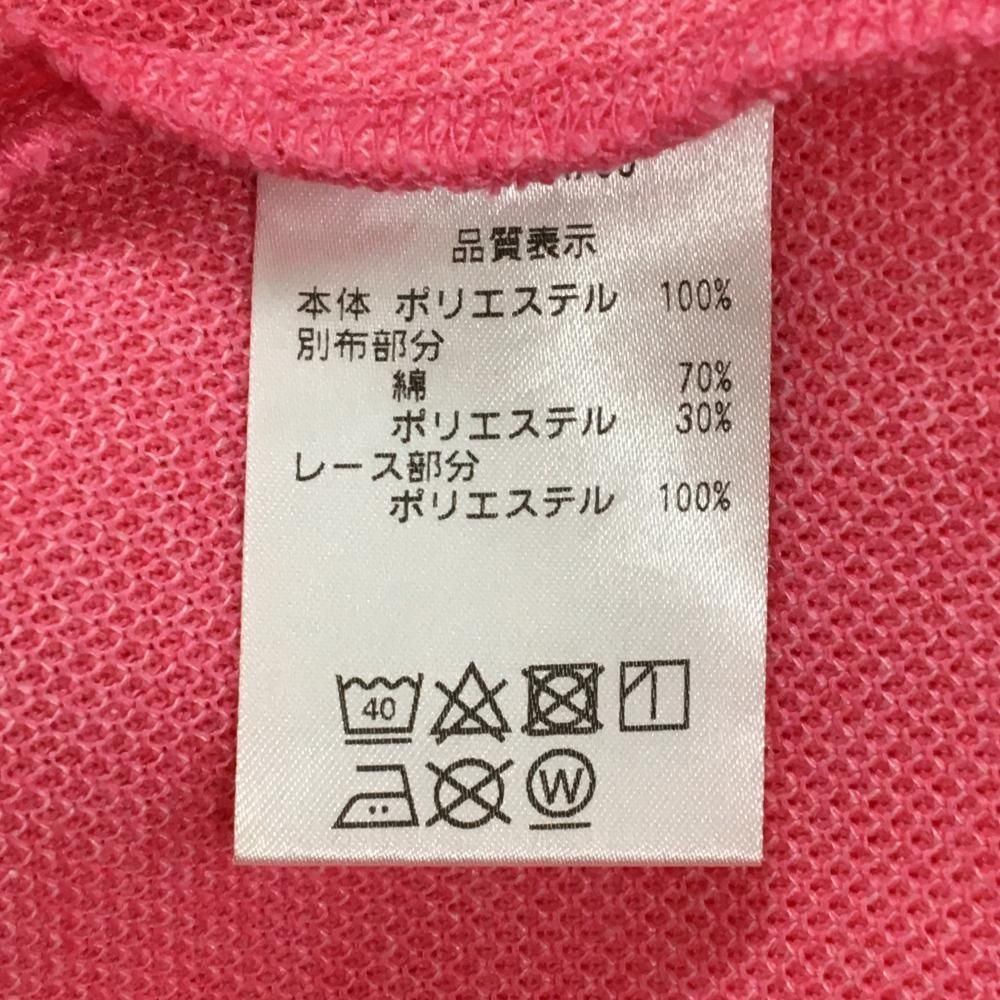 品質表示
本体 ポリエステル 100%
別布部分
綿 70%
ポリエステル 30%
レース部分
ポリエステル 100%
40
W